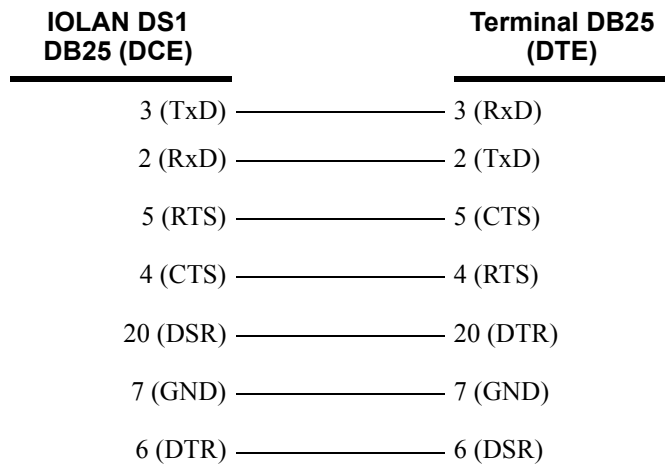 IOLAN DS1
DB25 (DCE)
Terminal DB25
(DTE)
3 (TxD) 3 (RxD)
2 (RxD) 2 (TxD)
5 (RTS) 5 (CTS)
4 (CTS) 4 (RTS)
20 (DSR) 20 (DTR)
7 (GND) 7 (GND)
6 (DTR) 6 (DSR)